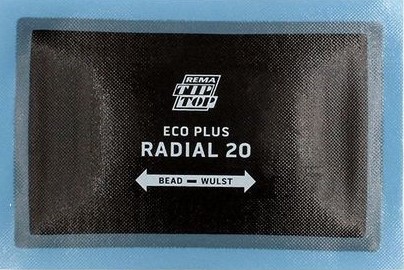 REMA
TIP
TOP
ECO PLUS
RADIAL 20
BEAD — WULST